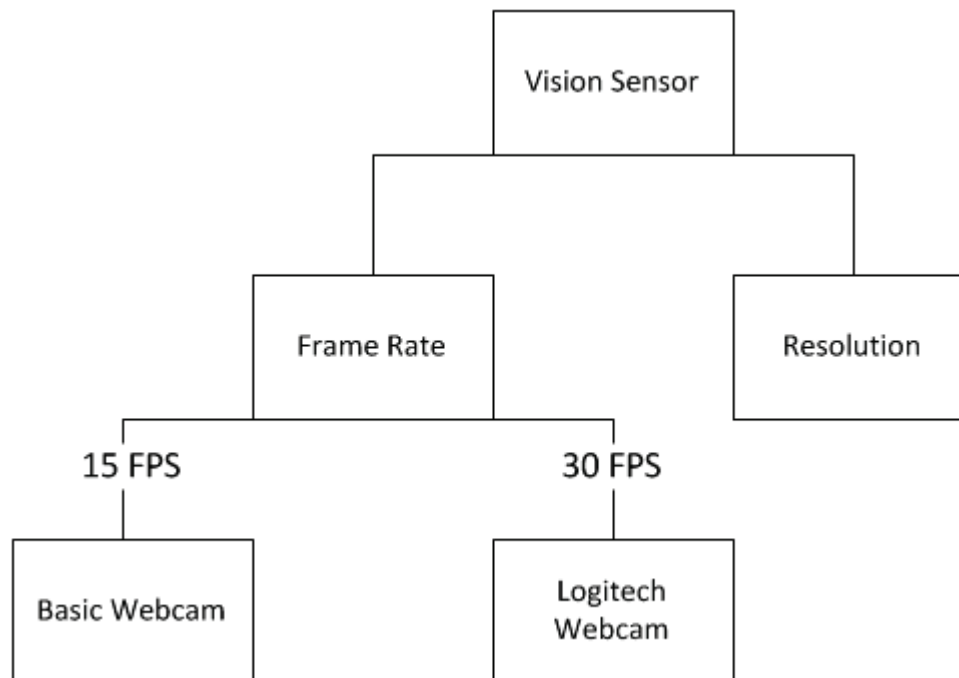 Vision Sensor
Frame Rate
Resolution
15 FPS
30 FPS
Basic Webcam
Logitech
Webcam